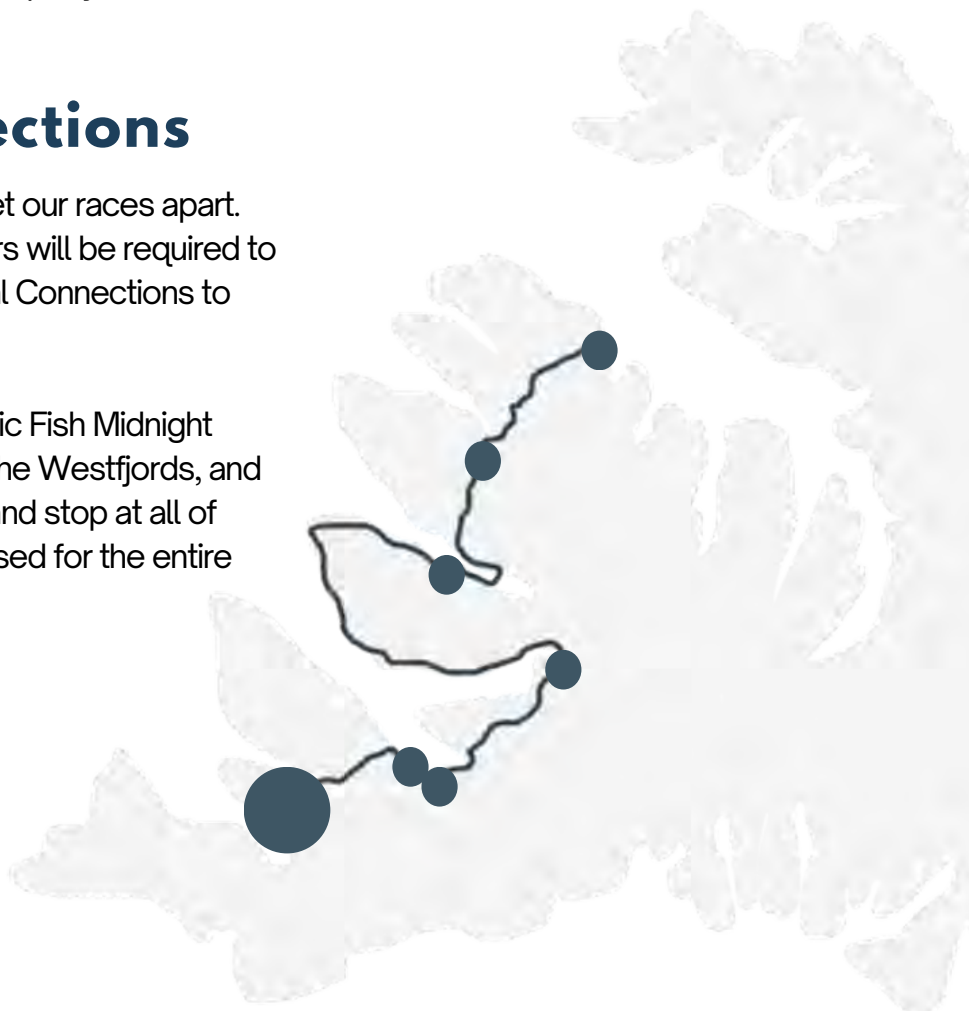 ections
et our races apart.
rs will be required to
l Connections to
ic Fish Midnight
ne Westfjords, and
nd stop at all of
sed for the entire